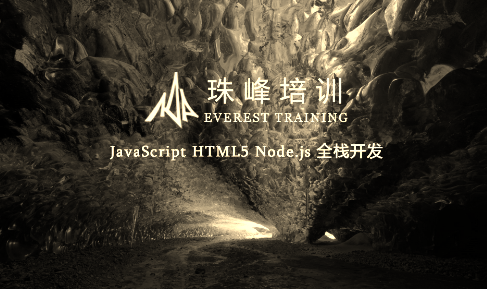 珠峰培训
EVEREST TRAINING
JavaScript HTML5 Node.js 全栈开发